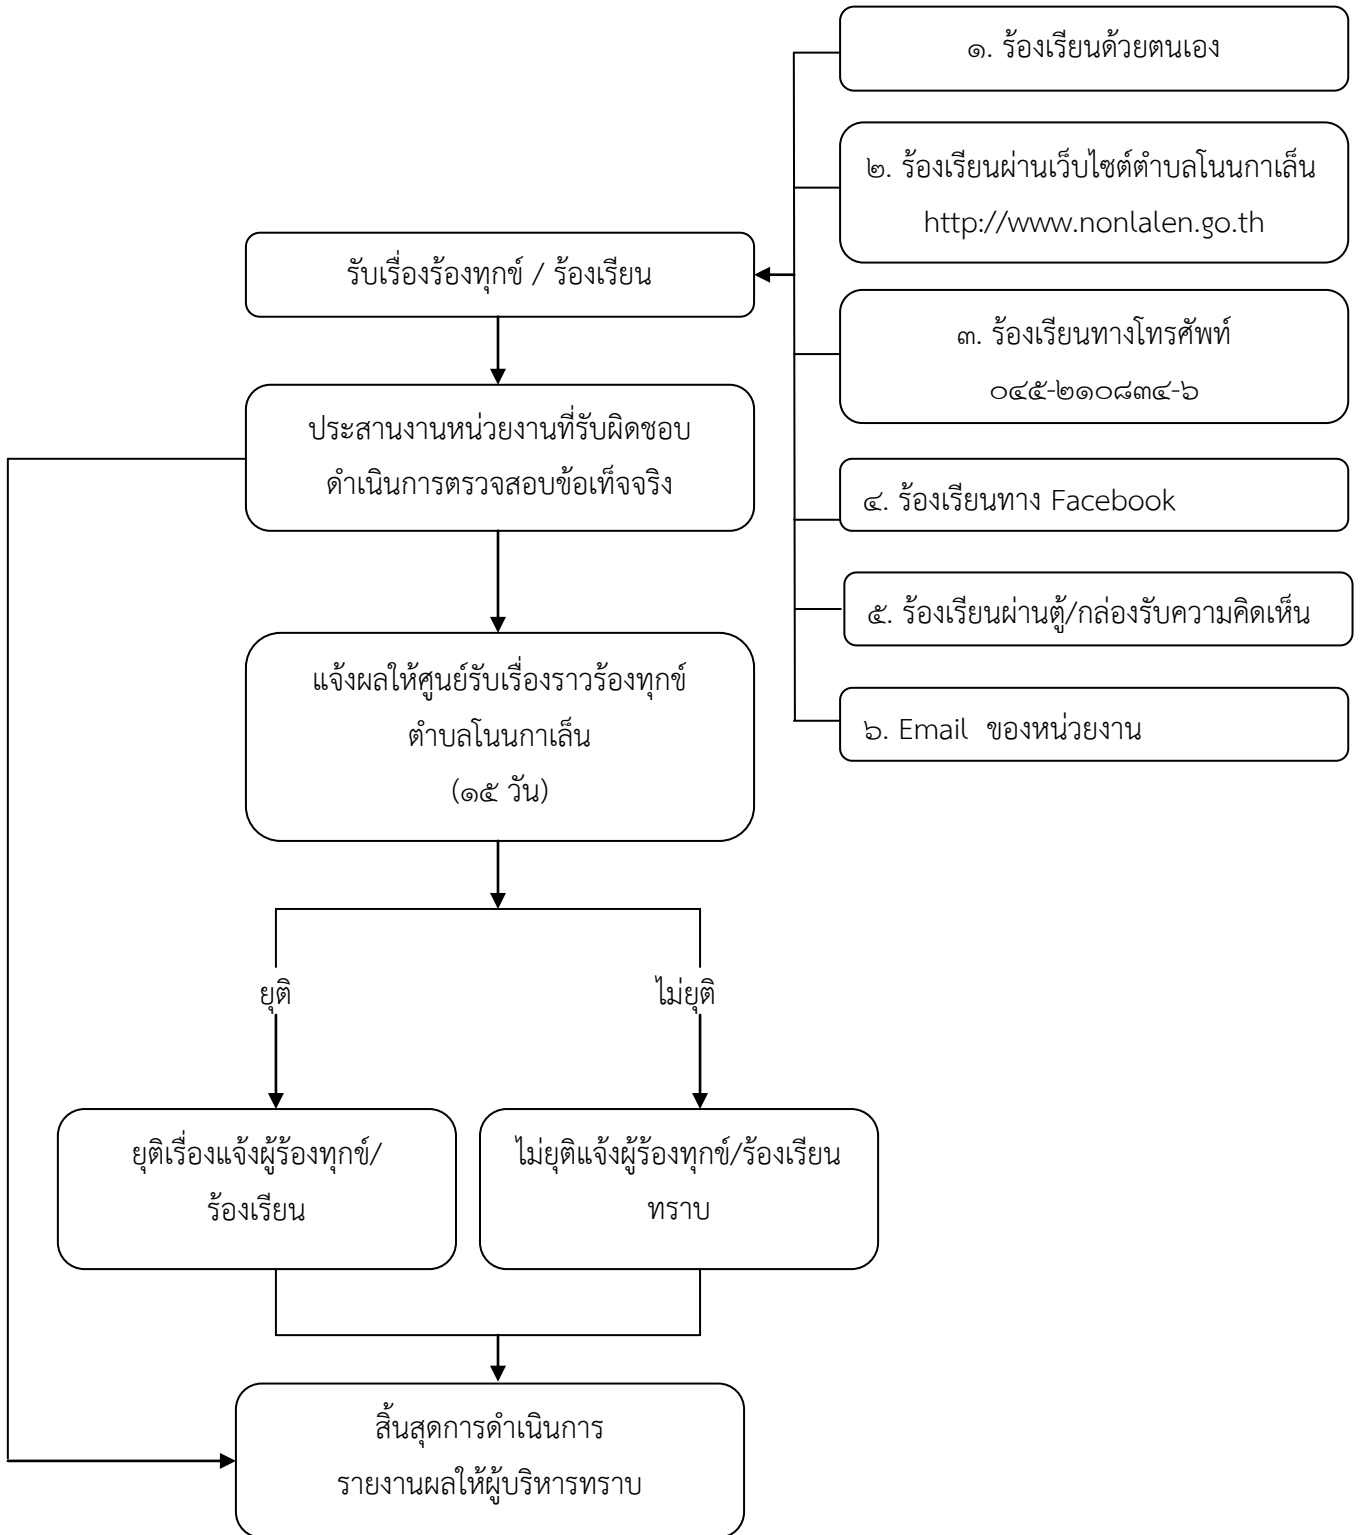 ๑. ร้องเรียนด้วยตนเอง
๒. ร้องเรียนผ่านเว็บไซต์ตำบลโนนกาเล็น
http://www.nonlalen.go.th
รับเรื่องร้องทุกข์ / ร้องเรียน
๓. ร้องเรียนทางโทรศัพท์
๐๔๕-๒๑๐๘๓๔-๖
ประสานงานหน่วยงานที่รับผิดชอบ
ดำเนินการตรวจสอบข้อเท็จจริง
๔. ร้องเรียนทาง Facebook
๕. ร้องเรียนผ่านตู้/กล่องรับความคิดเห็น
๖. Email ของหน่วยงาน
แจ้งผลให้ศูนย์รับเรื่องราวร้องทุกข์
ตำบลโนนกาเล็น
(๑๕ วัน)
ยุติ
ไม่ยุติ
ยุติเรื่องแจ้งผู้ร้องทุกข์/
ร้องเรียน
ไม่ยุติแจ้งผู้ร้องทุกข์/ร้องเรียน
ทราบ
สิ้นสุดการดำเนินการ
รายงานผลให้ผู้บริหารทราบ